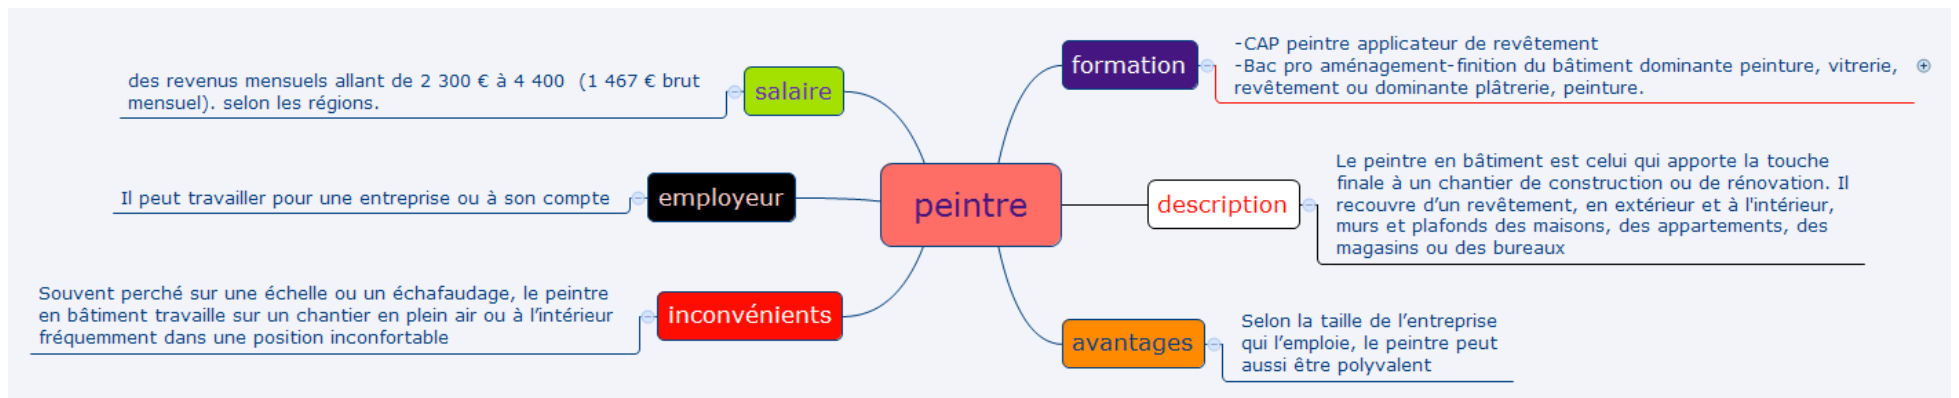 peintre
formation
-CAP peintre applicateur de revêtement
-Bac pro aménagement-finition du bâtiment dominante peinture, vitrerie,
revêtement ou dominante plâtrerie, peinture.
description
Le peintre en bâtiment est celui qui apporte la touche
finale à un chantier de construction ou de rénovation. Il
recouvre d’un revêtement, en extérieur et à l'intérieur,
murs et plafonds des maisons, des appartements, des
magasins ou des bureaux
avantages
Selon la taille de l’entreprise
qui l’emploie, le peintre peut
aussi être polyvalent
salaire
des revenus mensuels allant de 2 300 € à 4 400  (1 467 € brut
mensuel). selon les régions.
employeur
Il peut travailler pour une entreprise ou à son compte
inconvénients
Souvent perché sur une échelle ou un échafaudage, le peintre
en bâtiment travaille sur un chantier en plein air ou à l’intérieur
fréquemment dans une position inconfortable